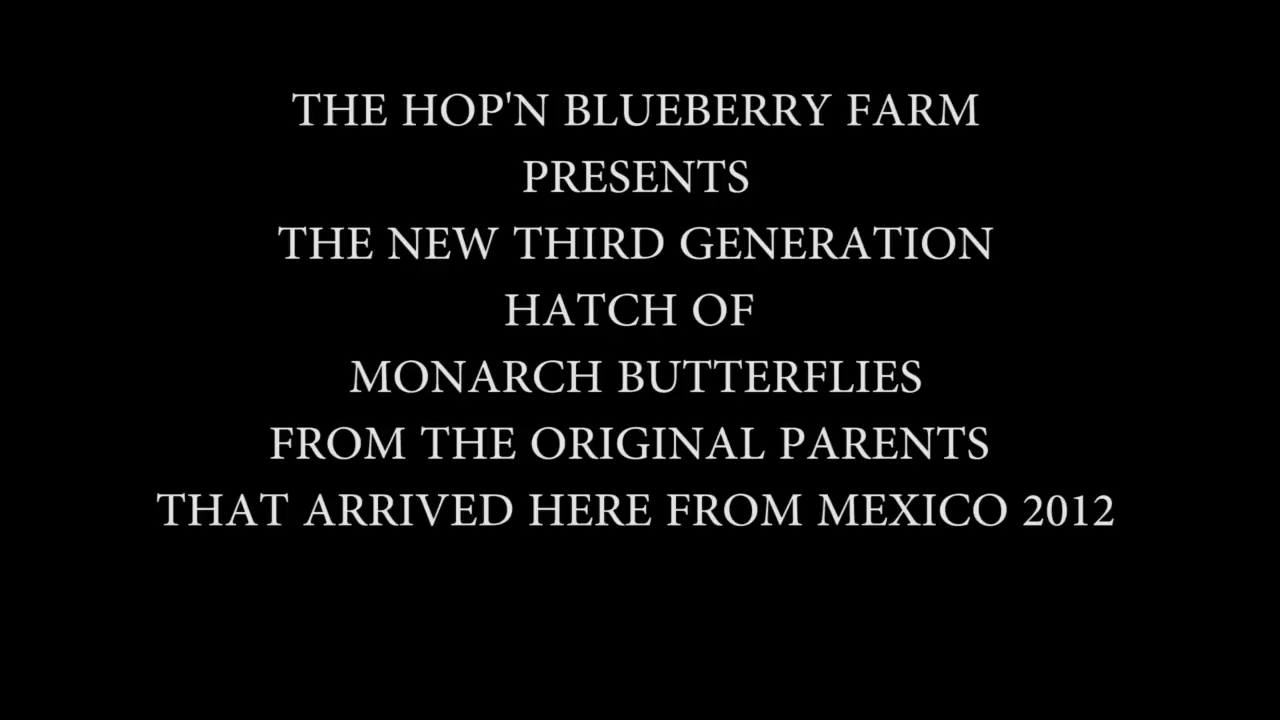 THE HOP'N BLUEBERRY FARM
PRESENTS
THE NEW THIRD GENERATION
HATCH OF
MONARCH BUTTERFLIES
FROM THE ORIGINAL PARENTS
THAT ARRIVED HERE FROM MEXICO 2012